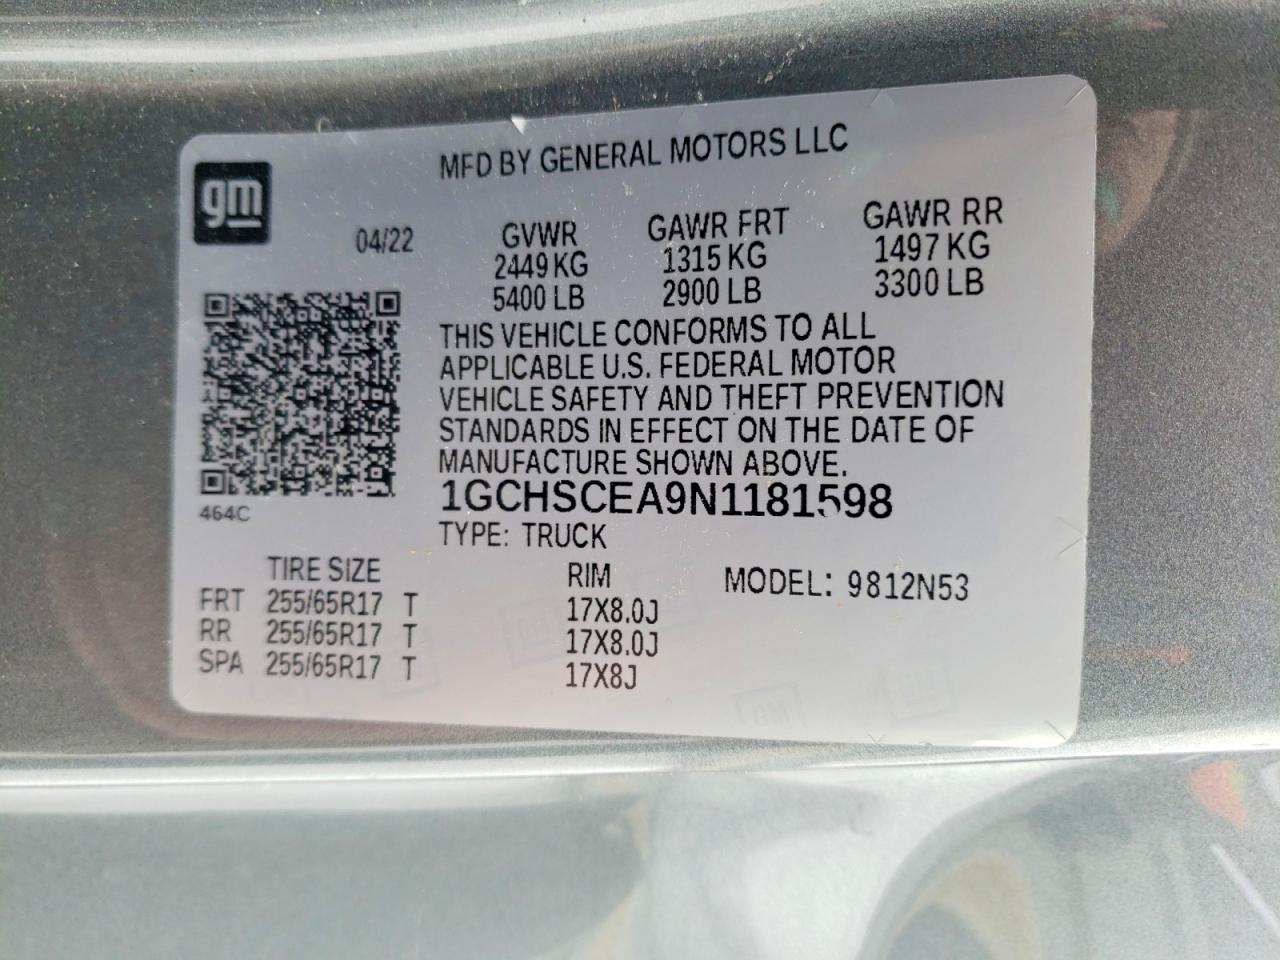 MFD BY GENERAL MOTORS LLC
gm
04/22 GVWR GAWR FRT GAWR RR
2449 KG 1315 KG 1497 KG
5400 LB 2900 LB 3300 LB
THIS VEHICLE CONFORMS TO ALL
APPLICABLE U.S. FEDERAL MOTOR
VEHICLE SAFETY AND THEFT PREVENTION
STANDARDS IN EFFECT ON THE DATE OF
MANUFACTURE SHOWN ABOVE.
1GCHSCEA9N1181598
464C
TYPE: TRUCK
TIRE SIZE RIM MODEL: 9812N53
FRT 255/65R17 T 17X8.0J
RR 255/65R17 T 17X8.0J
SPA 255/65R17 T 17X8J
GM